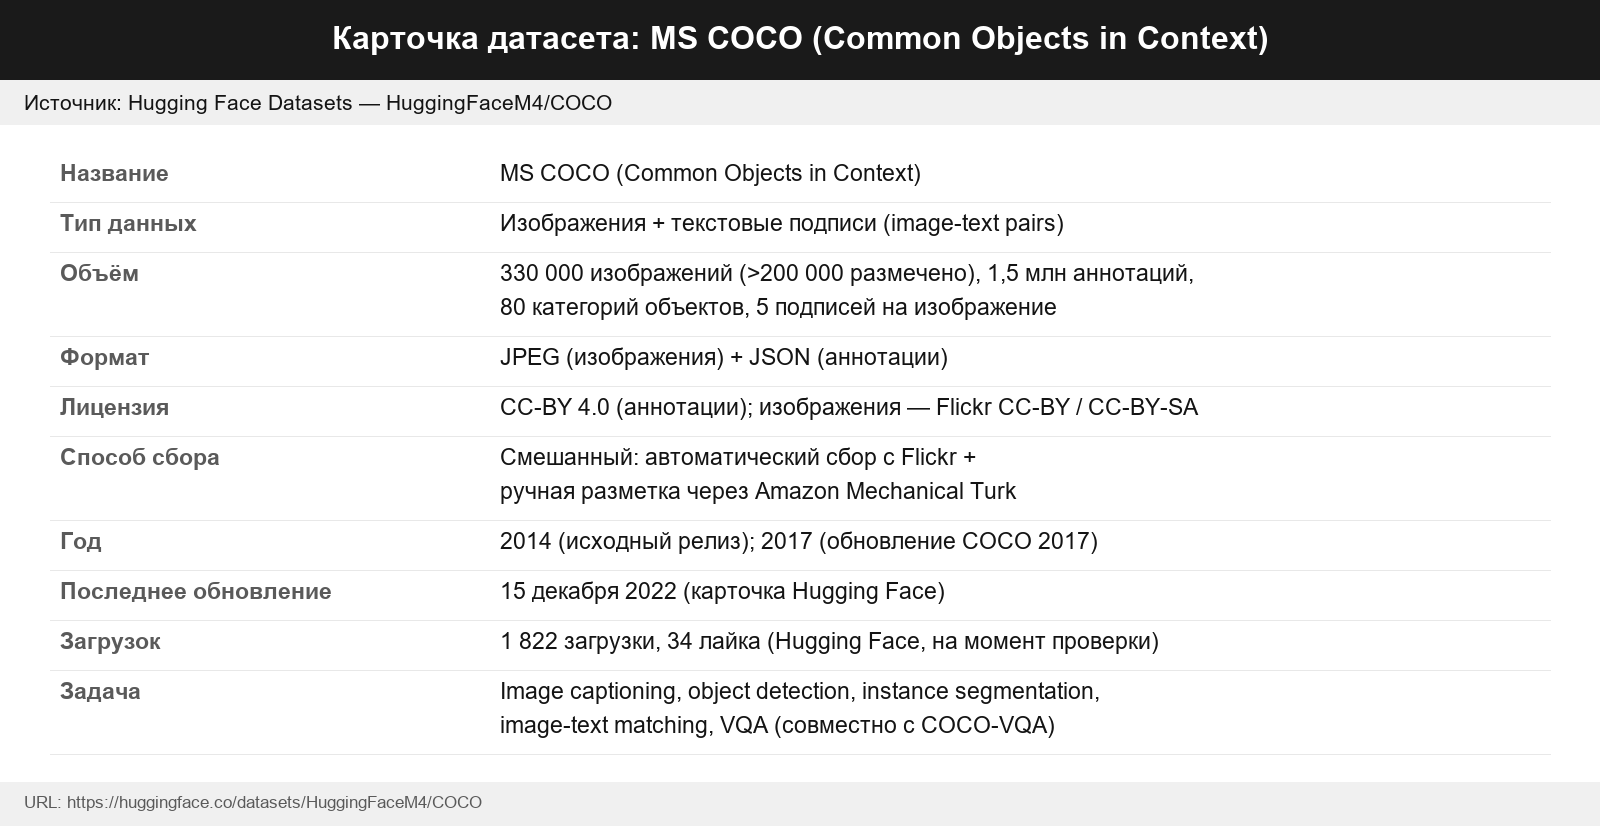 Карточка датасета: MS COCO (Common Objects in Context)
Источник: Hugging Face Datasets — HuggingFaceM4/COCO
Название MS COCO (Common Objects in Context)
Тип данных Изображения + текстовые подписи (image-text pairs)
Объём 330 000 изображений (>200 000 размечено), 1,5 млн аннотаций,
80 категорий объектов, 5 подписей на изображение
Формат JPEG (изображения) + JSON (аннотации)
Лицензия CC-BY 4.0 (аннотации); изображения — Flickr CC-BY / CC-BY-SA
Способ сбора Смешанный: автоматический сбор с Flickr +
ручная разметка через Amazon Mechanical Turk
Год 2014 (исходный релиз); 2017 (обновление COCO 2017)
Последнее обновление 15 декабря 2022 (карточка Hugging Face)
Загрузок 1 822 загрузки, 34 лайка (Hugging Face, на момент проверки)
Задача Image captioning, object detection, instance segmentation,
image-text matching, VQA (совместно с COCO-VQA)
URL: https://huggingface.co/datasets/HuggingFaceM4/COCO